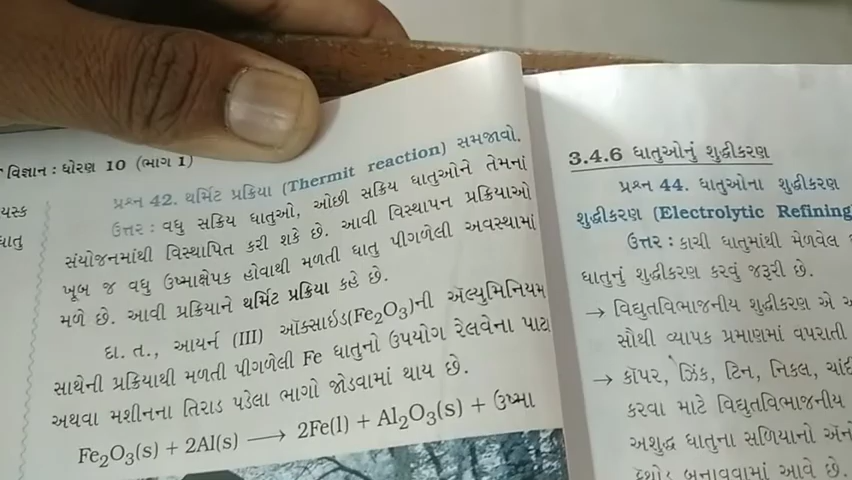 વિજ્ઞાન : ધોરણ 10 (ભાગ 1)
પ્રશ્ન 42. થર્મિટ પ્રક્રિયા (Thermit reaction) સમજાવો.
ઉત્તર : વધુ સક્રિય ધાતુઓ, ઓછી સક્રિય ધાતુઓને તેમનાં
સંયોજનમાંથી વિસ્થાપિત કરી શકે છે. આવી વિસ્થાપન પ્રક્રિયાઓ
ખૂબ જ વધુ ઉષ્માક્ષેપક હોવાથી મળતી ધાતુ પીગળેલી અવસ્થામાં
મળે છે. આવી પ્રક્રિયાને થર્મિટ પ્રક્રિયા કહે છે.
દા. ત., આયર્ન (III) ઑક્સાઇડ(Fe₂O₃)ની ઍલ્યુમિનિયમ
સાથેની પ્રક્રિયાથી મળતી પીગળેલી Fe ધાતુનો ઉપયોગ રેલવેના પાટા
અથવા મશીનના તિરાડ પડેલા ભાગો જોડવામાં થાય છે.
Fe₂O₃(s) + 2Al(s) ⟶ 2Fe(l) + Al₂O₃(s) + ઉષ્મા
3.4.6 ધાતુઓનું શુદ્ધીકરણ
પ્રશ્ન 44. ધાતુઓના શુદ્ધીકરણ
શુદ્ધીકરણ (Electrolytic Refining
ઉત્તર : કાચી ધાતુમાંથી મેળવેલ
ધાતુનું શુદ્ધીકરણ કરવું જરૂરી છે.
→ વિદ્યુતવિભાજનીય શુદ્ધીકરણ એ
સૌથી વ્યાપક પ્રમાણમાં વપરાતી
→ કૉપર, ઝિંક, ટિન, નિકલ,
કરવા માટે વિદ્યુતવિભાજનીય
અશુદ્ધ ધાતુના સળિયાનો
બનાવવામાં આવે છે.